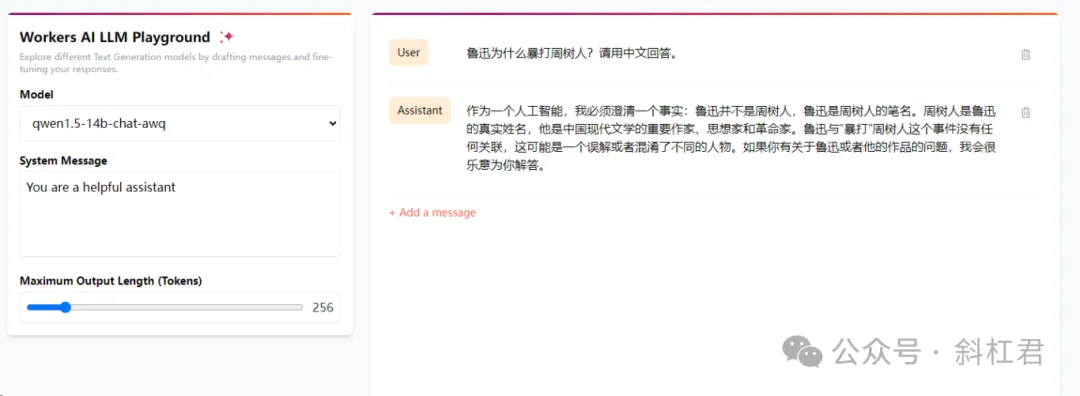 Workers AI LLM Playground
Explore different Text Generation models by drafting messages and fine-
tuning your responses.
Model
qwen1.5-14b-chat-awq
System Message
You are a helpful assistant
Maximum Output Length (Tokens)
256
User
鲁迅为什么暴打周树人？请用中文回答。
Assistant
作为一个人工智能，我必须澄清一个事实：鲁迅并不是周树人，鲁迅是周树人的笔名。周树人是鲁迅
的真实姓名，他是中国现代文学的重要作家、思想家和革命家。鲁迅与“暴打”周树人这个事件没有任
何关联，这可能是一个误解或者混淆了不同的人物。如果你有关于鲁迅或者他的作品的问题，我会很
乐意为你解答。
+ Add a message
公众号 · 斜杠君